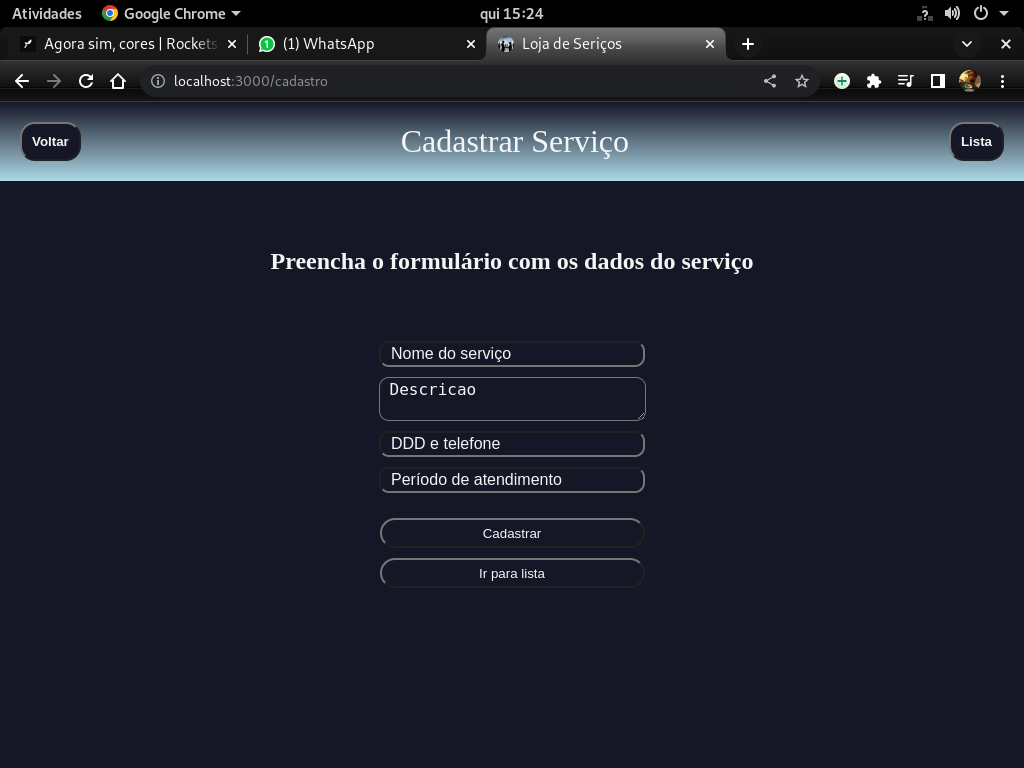 Atividades Google Chrome qui 15:24
Agora sim, cores | Rockets (1) WhatsApp Loja de Seriços
localhost:3000/cadastro
Voltar Cadastrar Serviço Lista
Preencha o formulário com os dados do serviço
Nome do serviço
Descricao
DDD e telefone
Período de atendimento
Cadastrar
Ir para lista